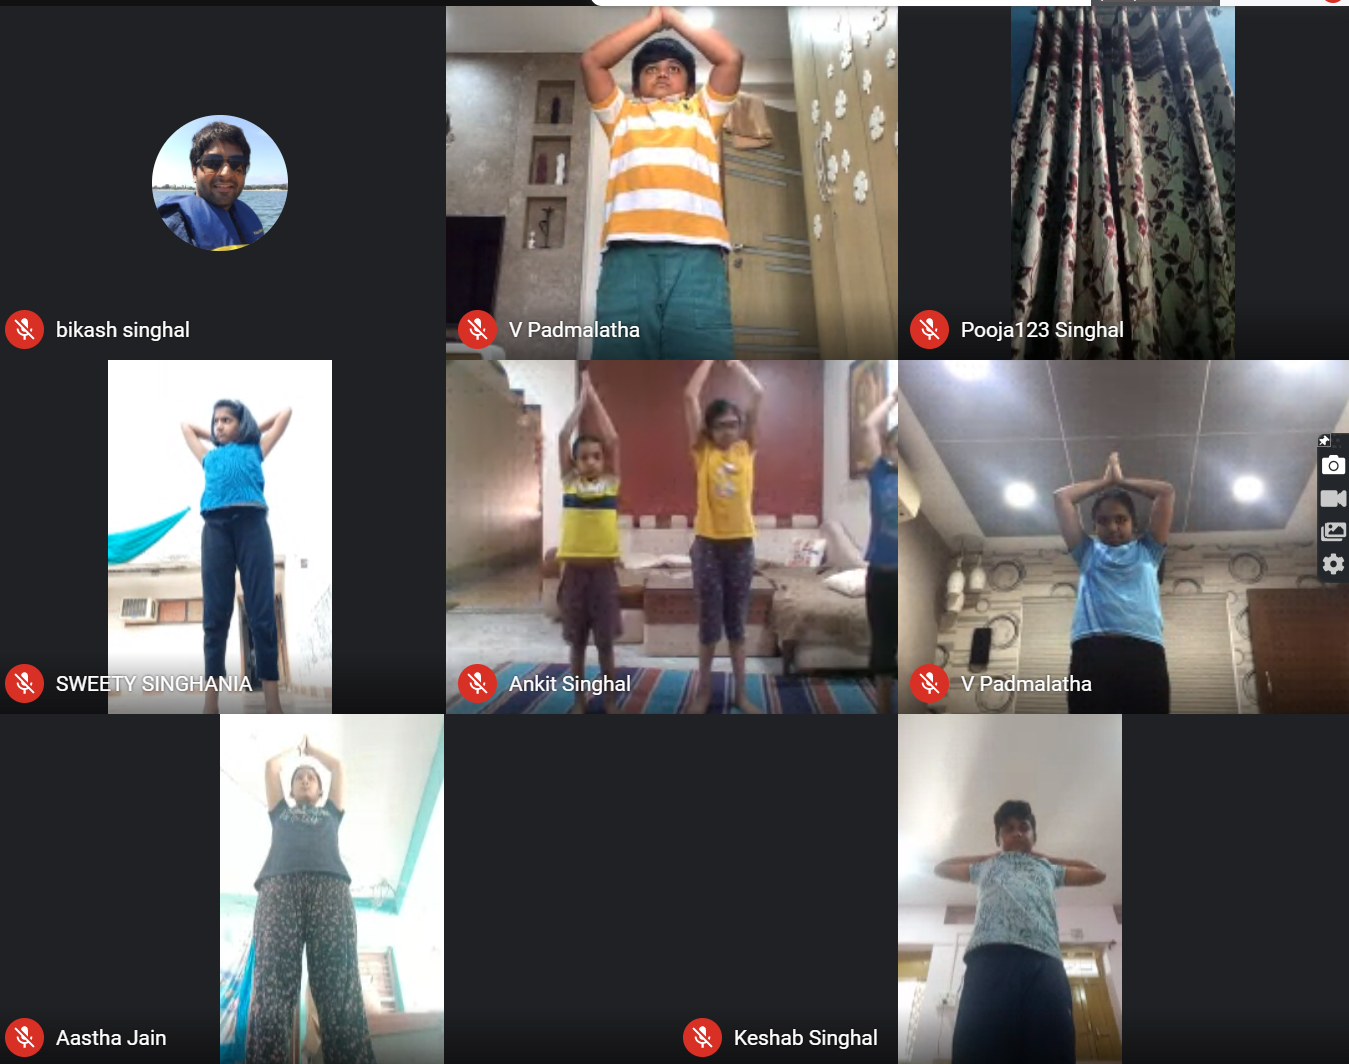 bikash singhal
V Padmalatha
Pooja123 Singhal
SWEETY SINGHANIA
Ankit Singhal
V Padmalatha
Aastha Jain
Keshab Singhal